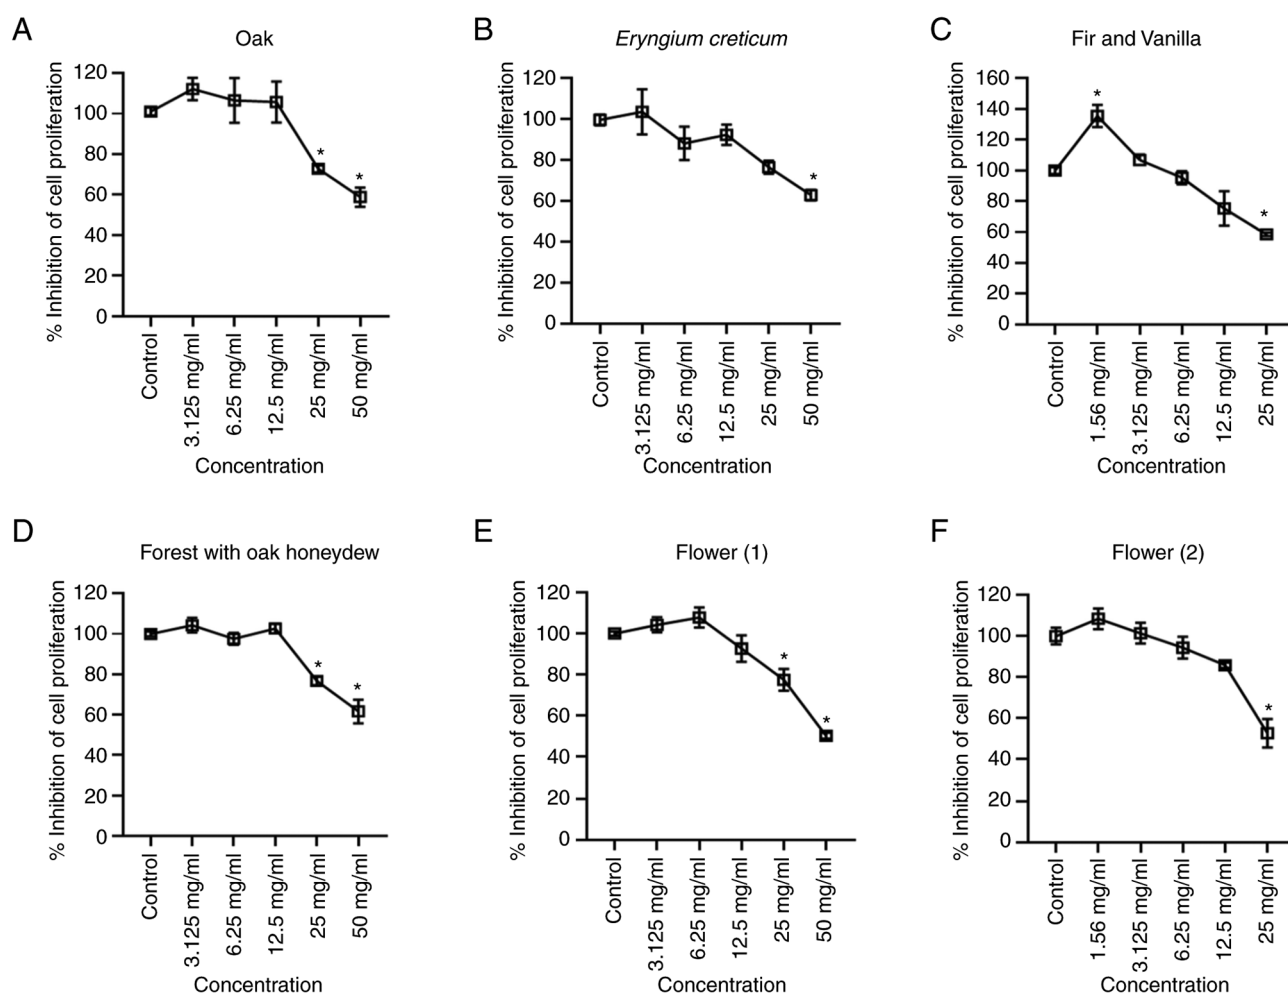 A
Oak
% Inhibition of cell proliferation
120
100
80
60
40
20
0
*
*
Control
3.125 mg/ml
6.25 mg/ml
12.5 mg/ml
25 mg/ml
50 mg/ml
Concentration
B
Eryngium creticum
% Inhibition of cell proliferation
120
100
80
60
40
20
0
*
Control
3.125 mg/ml
6.25 mg/ml
12.5 mg/ml
25 mg/ml
50 mg/ml
Concentration
C
Fir and Vanilla
% Inhibition of cell proliferation
160
140
120
100
80
60
40
20
0
*
*
Control
1.56 mg/ml
3.125 mg/ml
6.25 mg/ml
12.5 mg/ml
25 mg/ml
Concentration
D
Forest with oak honeydew
% Inhibition of cell proliferation
120
100
80
60
40
20
0
*
*
Control
3.125 mg/ml
6.25 mg/ml
12.5 mg/ml
25 mg/ml
50 mg/ml
Concentration
E
Flower (1)
% Inhibition of cell proliferation
120
100
80
60
40
20
0
*
*
Control
3.125 mg/ml
6.25 mg/ml
12.5 mg/ml
25 mg/ml
50 mg/ml
Concentration
F
Flower (2)
% Inhibition of cell proliferation
120
100
80
60
40
20
0
*
Control
1.56 mg/ml
3.125 mg/ml
6.25 mg/ml
12.5 mg/ml
25 mg/ml
Concentration